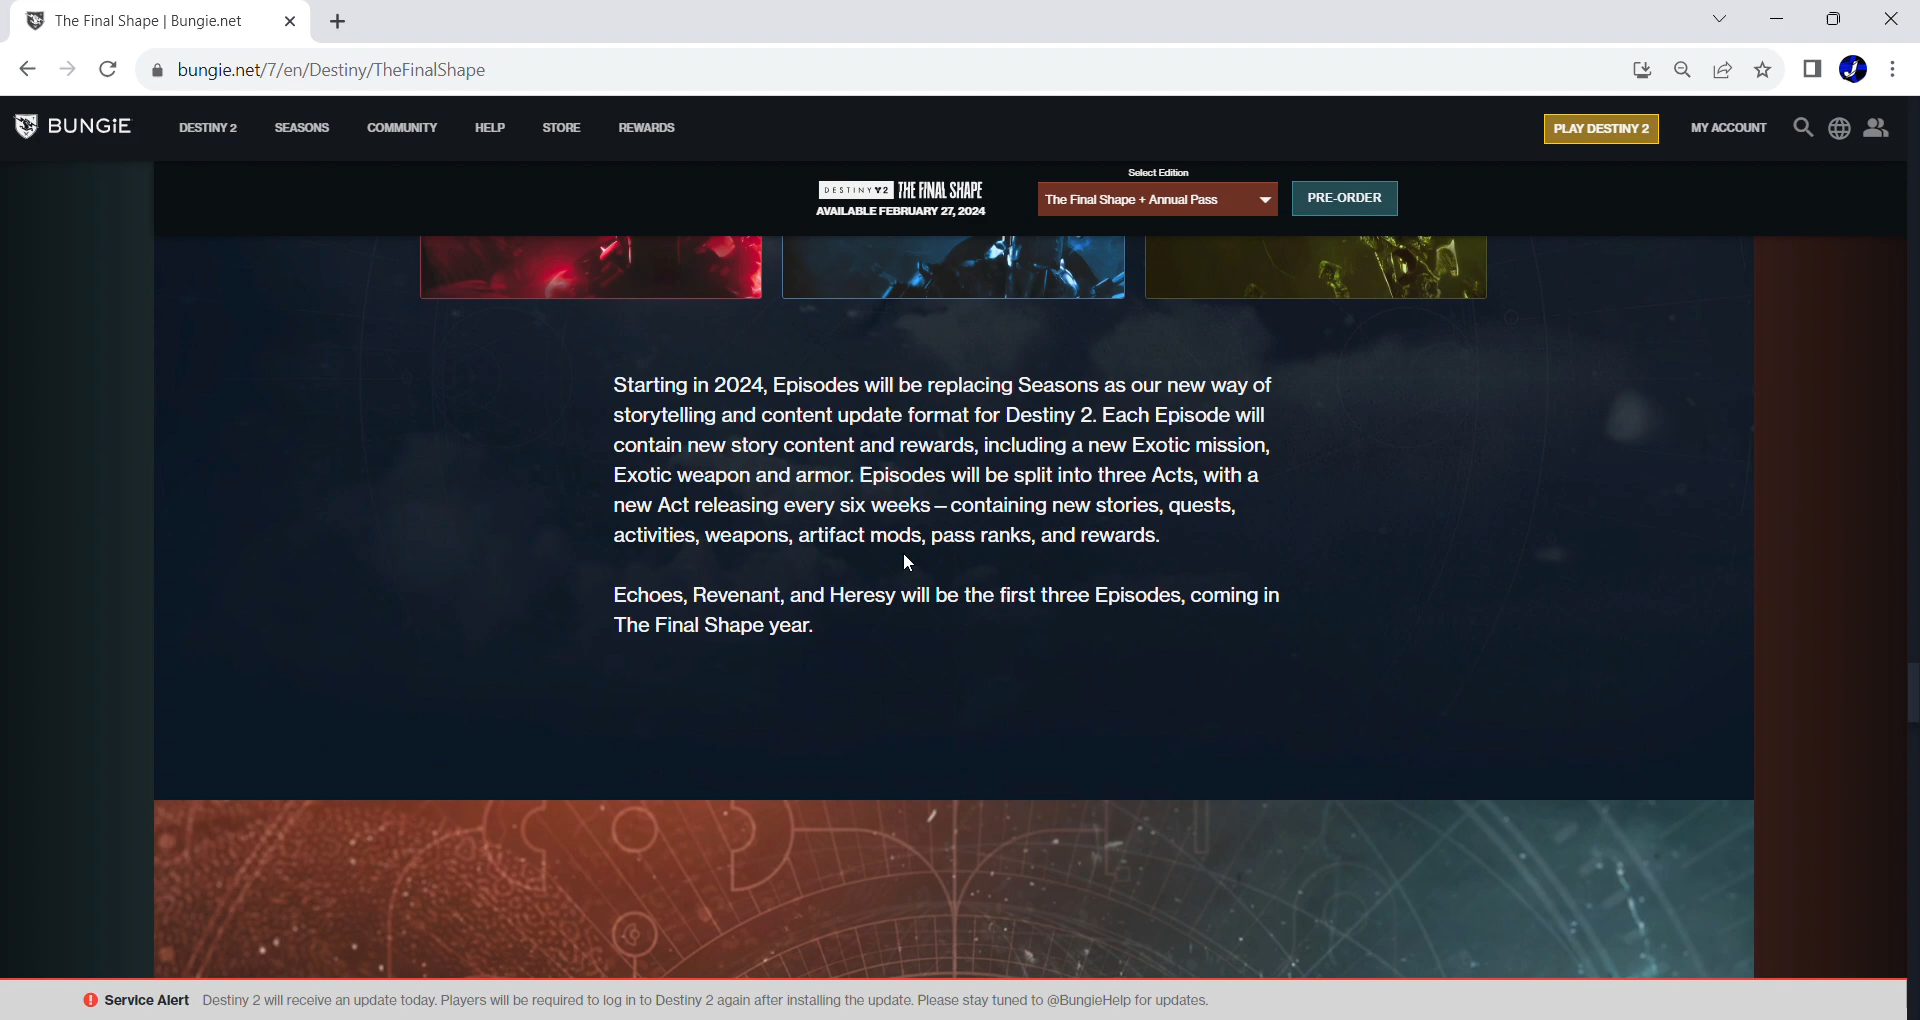 The Final Shape | Bungie.net
bungie.net/7/en/Destiny/TheFinalShape
BUNGiE
DESTINY 2
SEASONS
COMMUNITY
HELP
STORE
REWARDS
PLAY DESTINY 2
MY ACCOUNT
DESTINY 2 THE FINAL SHAPE
AVAILABLE FEBRUARY 27, 2024
Select Edition
The Final Shape + Annual Pass
PRE-ORDER
Starting in 2024, Episodes will be replacing Seasons as our new way of
storytelling and content update format for Destiny 2. Each Episode will
contain new story content and rewards, including a new Exotic mission,
Exotic weapon and armor. Episodes will be split into three Acts, with a
new Act releasing every six weeks—containing new stories, quests,
activities, weapons, artifact mods, pass ranks, and rewards.
Echoes, Revenant, and Heresy will be the first three Episodes, coming in
The Final Shape year.
Service Alert Destiny 2 will receive an update today. Players will be required to log in to Destiny 2 again after installing the update. Please stay tuned to @BungieHelp for updates.